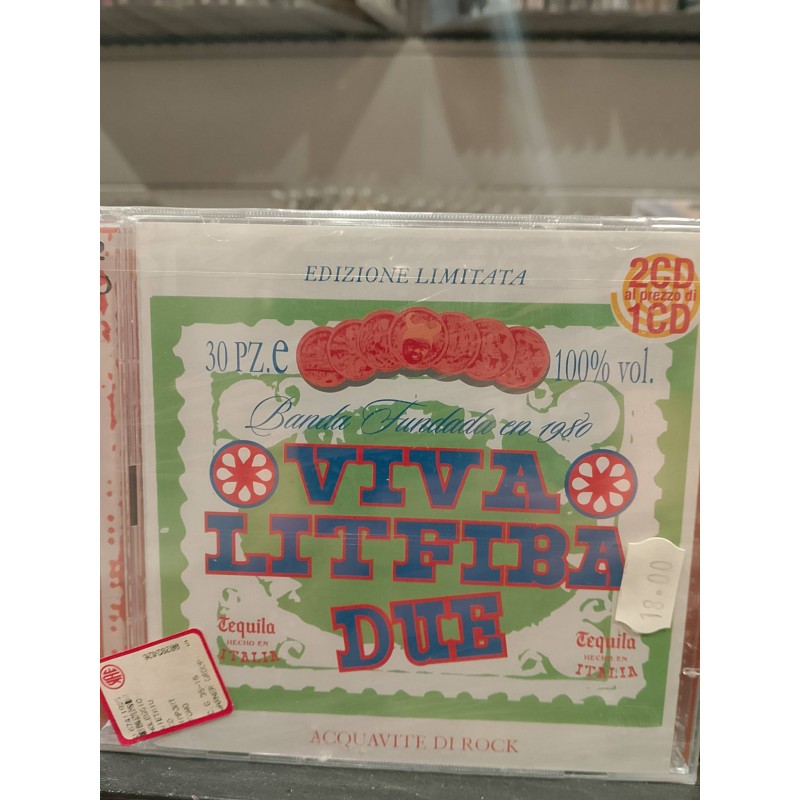 EDIZIONE LIMITATA
2CD
al prezzo di
1CD
30 PZ.e
100% vol.
Banda Fundada en 1980
VIVA
LITFIBA
DUE
18.00
Tequila
HECHO EN
ITALIA
Tequila
HECHO EN
ITALIA
ACQUAVITE DI ROCK